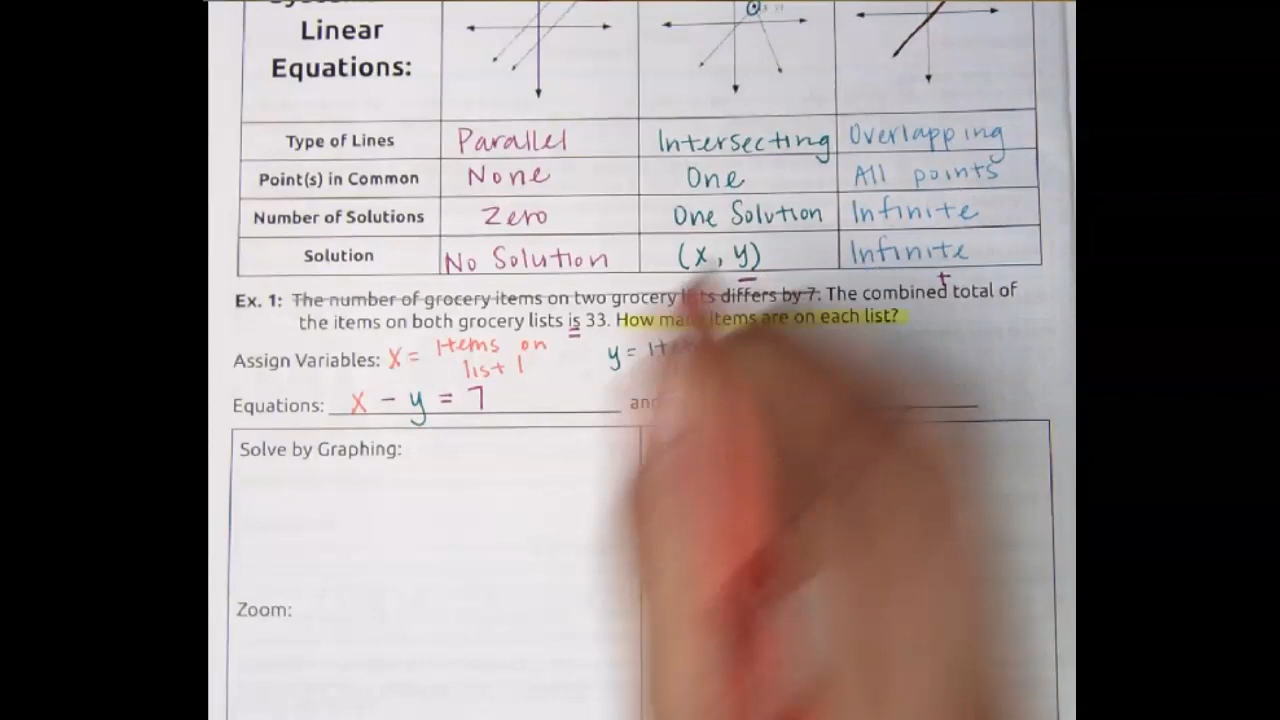 Linear
Equations:
Type of Lines Parallel Intersecting Overlapping
Point(s) in Common None One All points
Number of Solutions Zero One Solution Infinite
Solution No Solution (x, y) Infinite
Ex. 1: The number of grocery items on two grocery lists differs by 7. The combined total of
the items on both grocery lists is 33. How many items are on each list?
Assign Variables: x = items on y =
list 1
Equations: x - y = 7 and
Solve by Graphing:
Zoom: